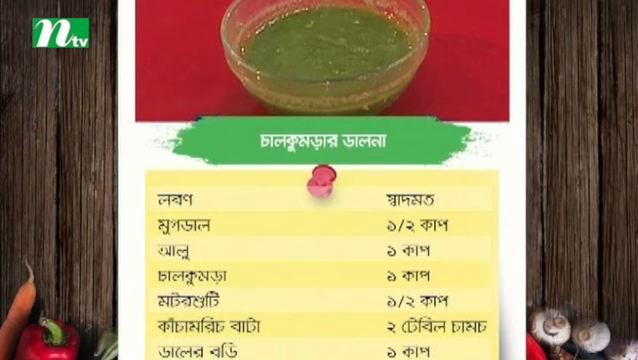 ntv
চালকুমড়ার ডালনা
লবণ স্বাদমত
মুগডাল ১/২ কাপ
আলু ১ কাপ
চালকুমড়া ১ কাপ
মটরশুটি ১/২ কাপ
কাঁচামরিচ বাটা ২ টেবিল চামচ
ডালের বড়ি ১ কাপ